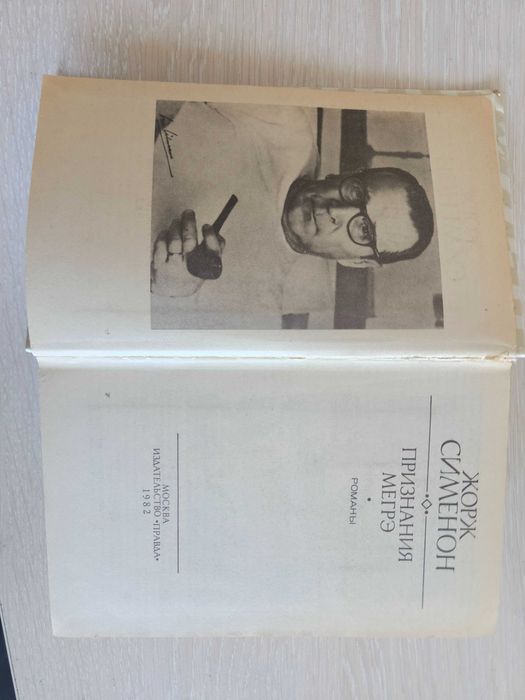 ЖОРЖ
СИМЕНОН
ПРИЗНАНИЯ
МЕГРЭ
РОМАНЫ
МОСКВА
ИЗДАТЕЛЬСТВО «ПРАВДА»
1982